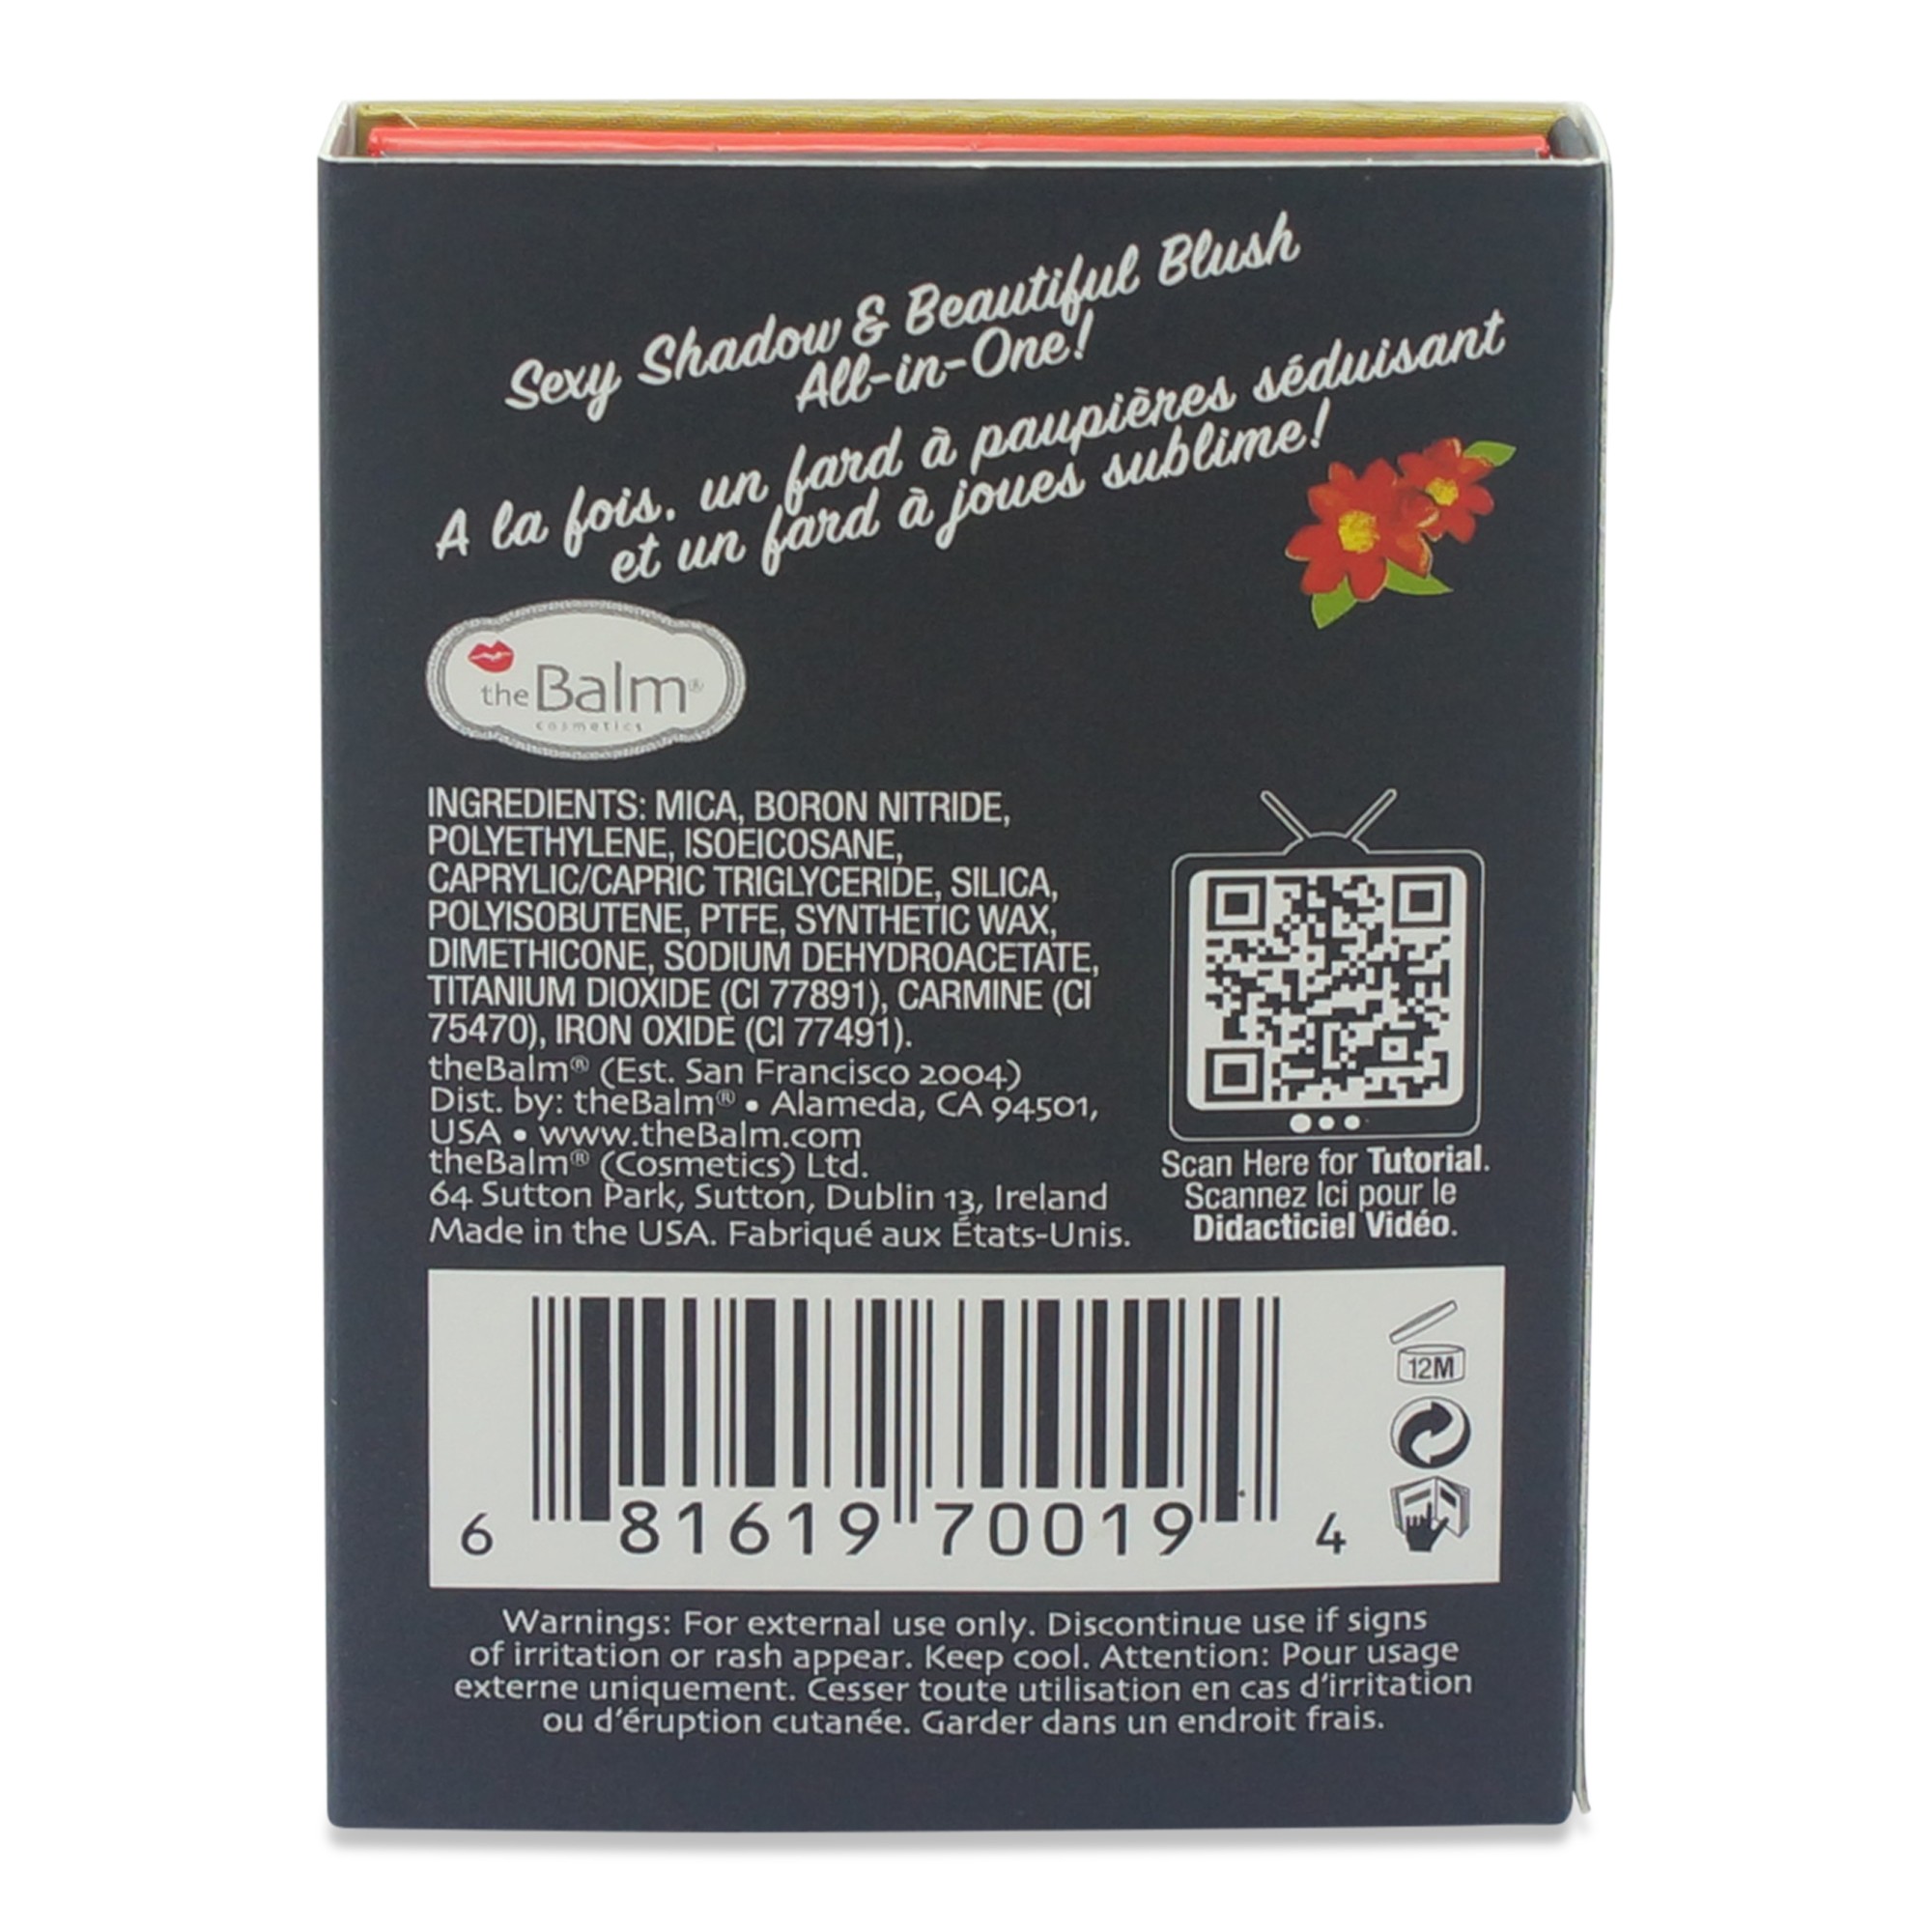 Sexy Shadow & Beautiful Blush
All-in-One!
A la fois, un fard à paupières séduisant
et un fard à joues sublime!
theBalm®
cosmetics
INGREDIENTS: MICA, BORON NITRIDE,
POLYETHYLENE, ISOEICOSANE,
CAPRYLIC/CAPRIC TRIGLYCERIDE, SILICA,
POLYISOBUTENE, PTFE, SYNTHETIC WAX,
DIMETHICONE, SODIUM DEHYDROACETATE,
TITANIUM DIOXIDE (CI 77891), CARMINE (CI
75470), IRON OXIDE (CI 77491).
theBalm® (Est. San Francisco 2004)
Dist. by: theBalm® • Alameda, CA 94501,
USA • www.theBalm.com
theBalm® (Cosmetics) Ltd.
64 Sutton Park, Sutton, Dublin 13, Ireland
Made in the USA. Fabriqué aux États-Unis.
Scan Here for Tutorial.
Scannez Ici pour le
Didacticiel Vidéo.
12M
6 81619 70019 4
Warnings: For external use only. Discontinue use if signs
of irritation or rash appear. Keep cool. Attention: Pour usage
externe uniquement. Cesser toute utilisation en cas d'irritation
ou d'éruption cutanée. Garder dans un endroit frais.